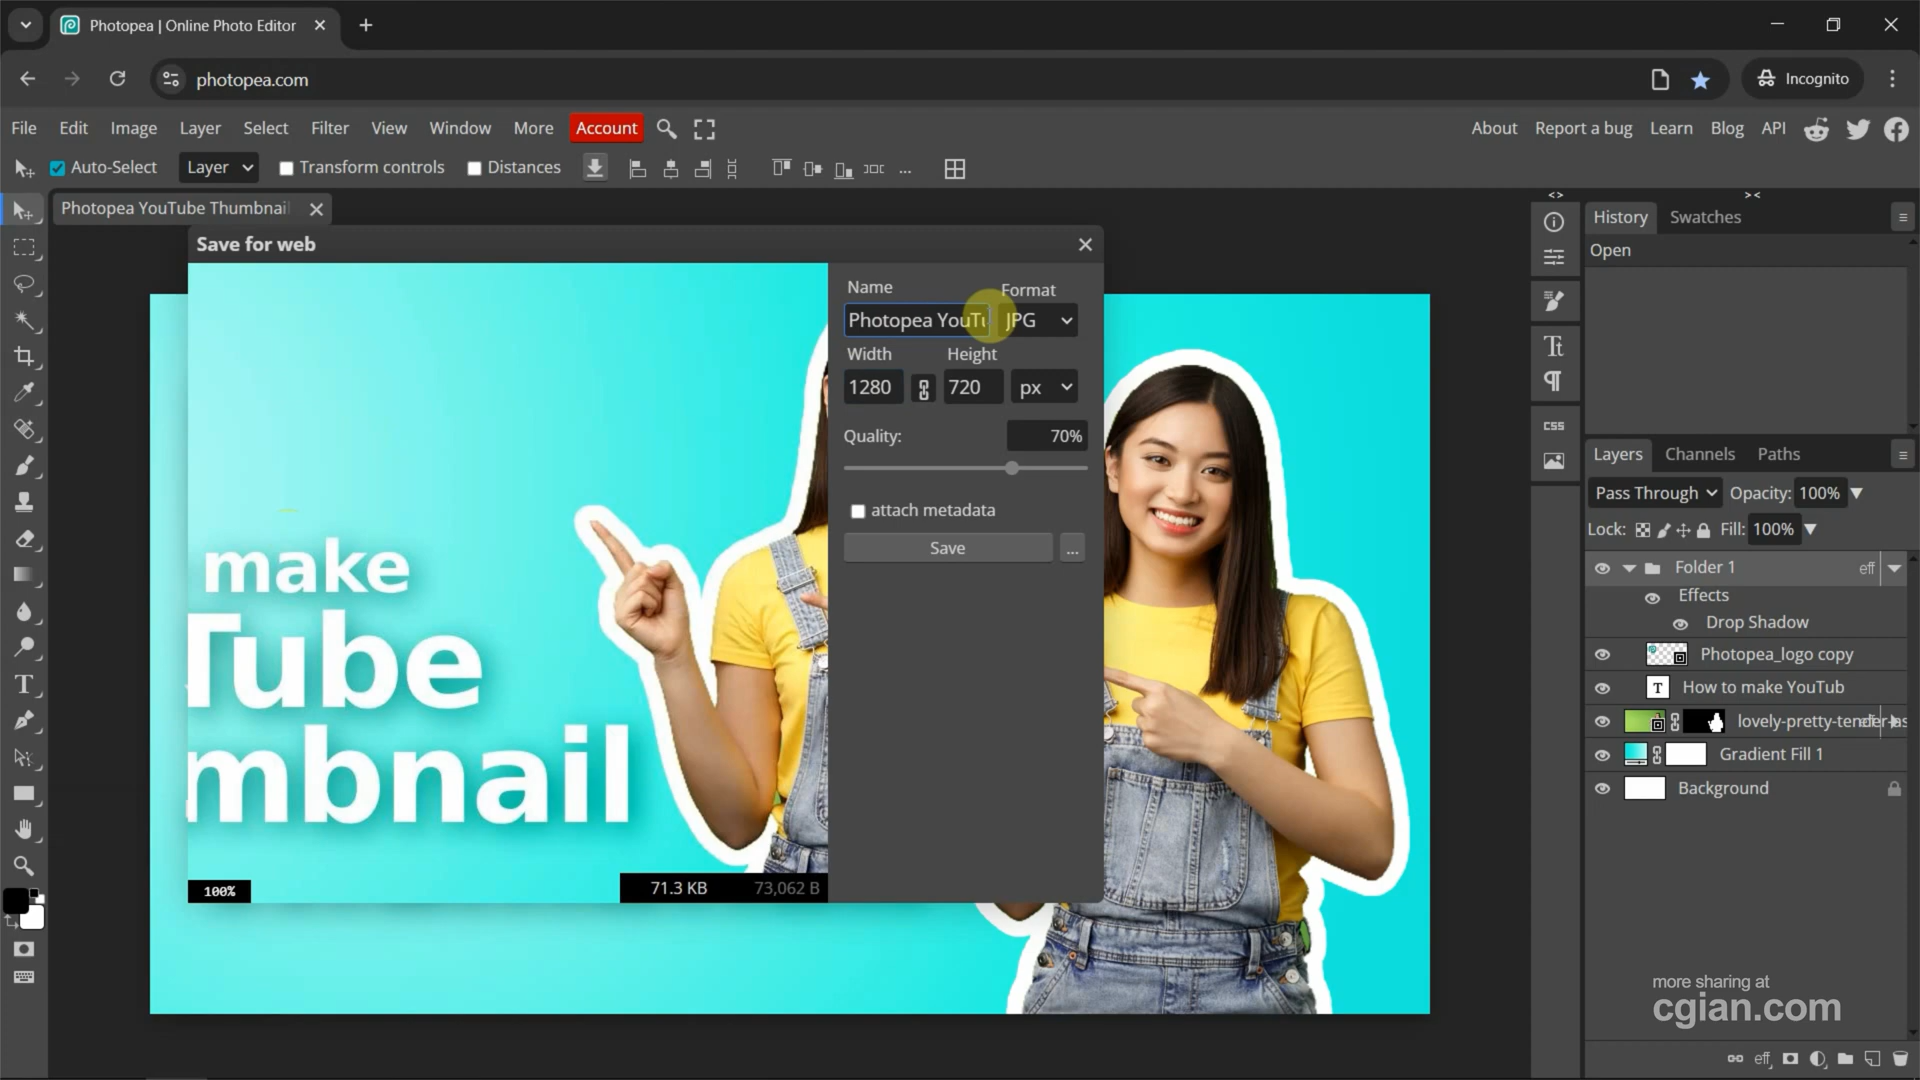 Photopea | Online Photo Editor
photopea.com
Incognito
File Edit Image Layer Select Filter View Window More Account
About Report a bug Learn Blog API
Auto-Select Layer Transform controls Distances ...
Photopea YouTube Thumbnail
Save for web
make
Tube
mbnail
100%
71.3 KB 73,062 B
Name Format
Photopea YouTu JPG
Width Height
1280 720 px
Quality: 70%
attach metadata
Save ...
History Swatches
Open
CSS
Layers Channels Paths
Pass Through Opacity: 100%
Lock: Fill: 100%
Folder 1 eff
Effects
Drop Shadow
Photopea_logo copy
T How to make YouTub
lovely-pretty-tender-as
Gradient Fill 1
Background
more sharing at
cgian.com
eff